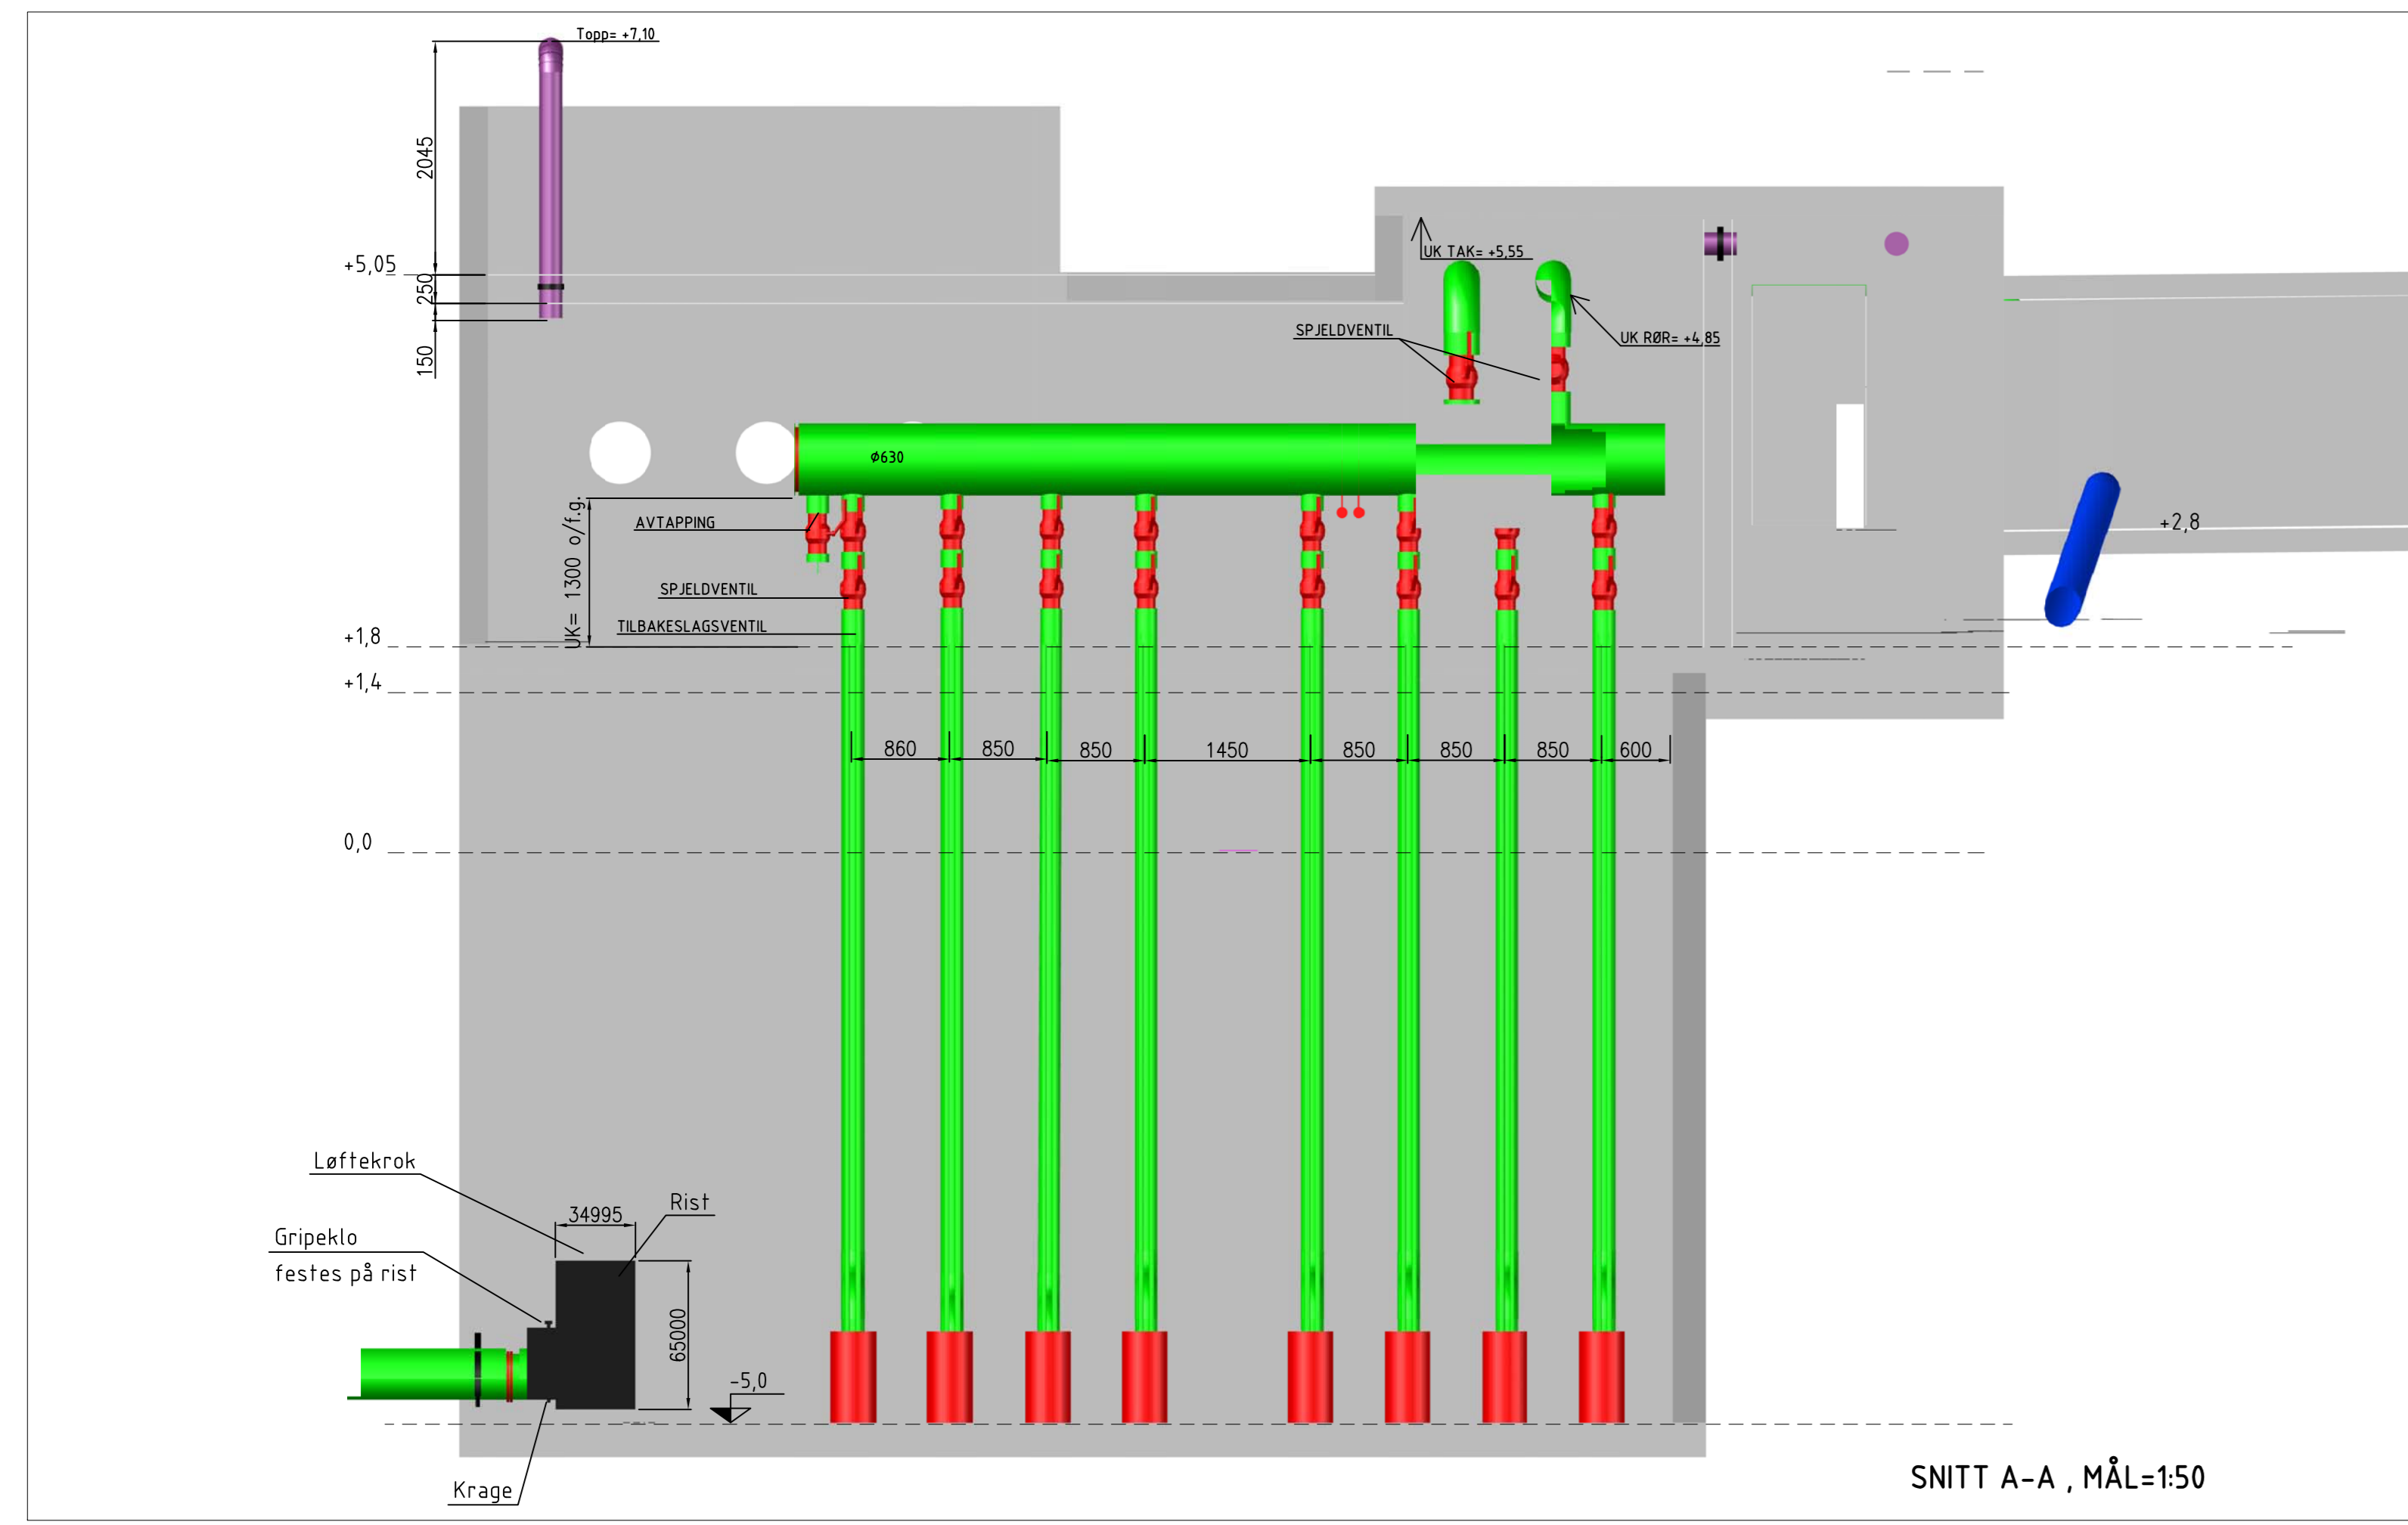 Topp= +7,10
2045
+5,05
250
150
UK TAK= +5,55
SPJELDVENTIL
UK RØR= +4,85
Ø630
AVTAPPING
UK= 1300 o/f.g.
SPJELDVENTIL
TILBAKESLAGSVENTIL
+2,8
+1,8
+1,4
860
850
850
1450
850
850
850
600
0,0
Løftekrok
Rist
34995
Gripeklo
festes på rist
65000
-5,0
Krage
SNITT A-A , MÅL=1:50